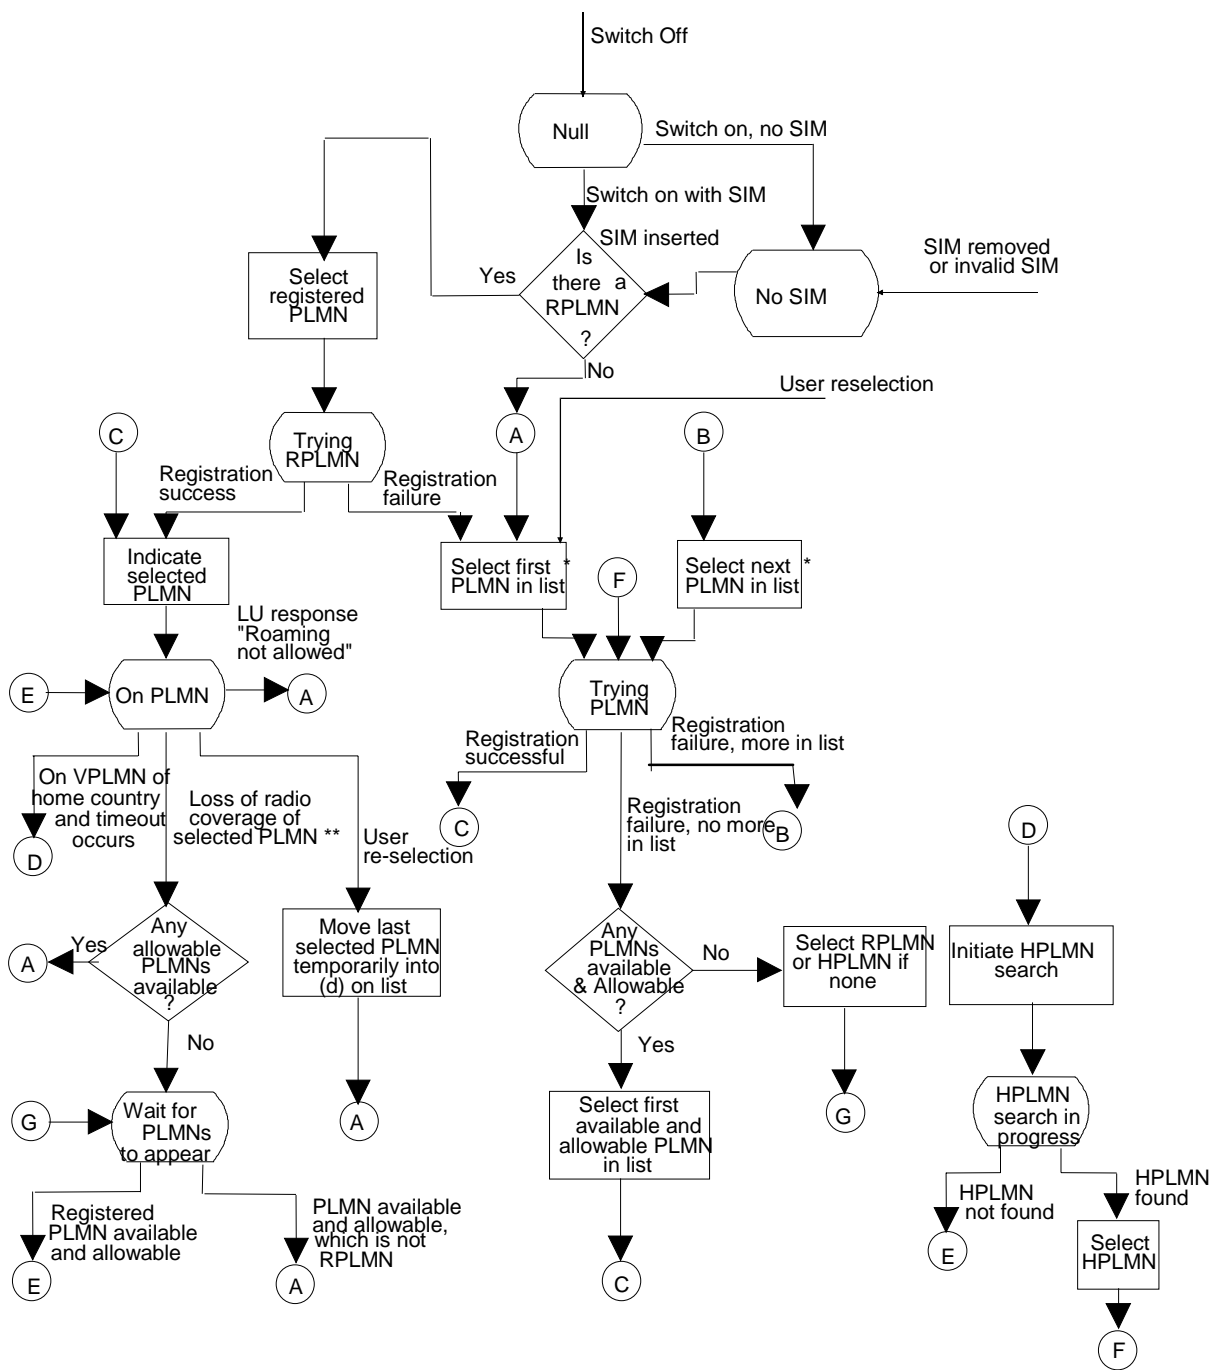 Switch Off
Null
Switch on, no SIM
Switch on with SIM
SIM inserted
SIM removed
or invalid SIM
Is
there a
RPLMN
?
Yes
No SIM
Select
registered
PLMN
No
User reselection
C
A
B
Trying
RPLMN
Registration
success
Registration
failure
Indicate
selected
PLMN
Select first *
PLMN in list
F
Select next *
PLMN in list
LU response
"Roaming
not allowed"
E
On PLMN
A
Trying
PLMN
Registration
successful
Registration
failure, more in list
On VPLMN of
home country
and timeout
occurs
D
Loss of radio
coverage of
selected PLMN **
User
re-selection
C
Registration
failure, no more
in list
B
D
Any
allowable
PLMNs
available
?
Yes
A
Move last
selected PLMN
temporarily into
(d) on list
Any
PLMNs
available
& Allowable
?
No
Select RPLMN
or HPLMN if
none
Initiate HPLMN
search
No
Yes
G
Wait for
PLMNs
to appear
A
Select first
available and
allowable PLMN
in list
G
HPLMN
search in
progress
Registered
PLMN available
and allowable
PLMN available
and allowable,
which is not
RPLMN
HPLMN
not found
HPLMN
found
E
A
C
E
Select
HPLMN
F